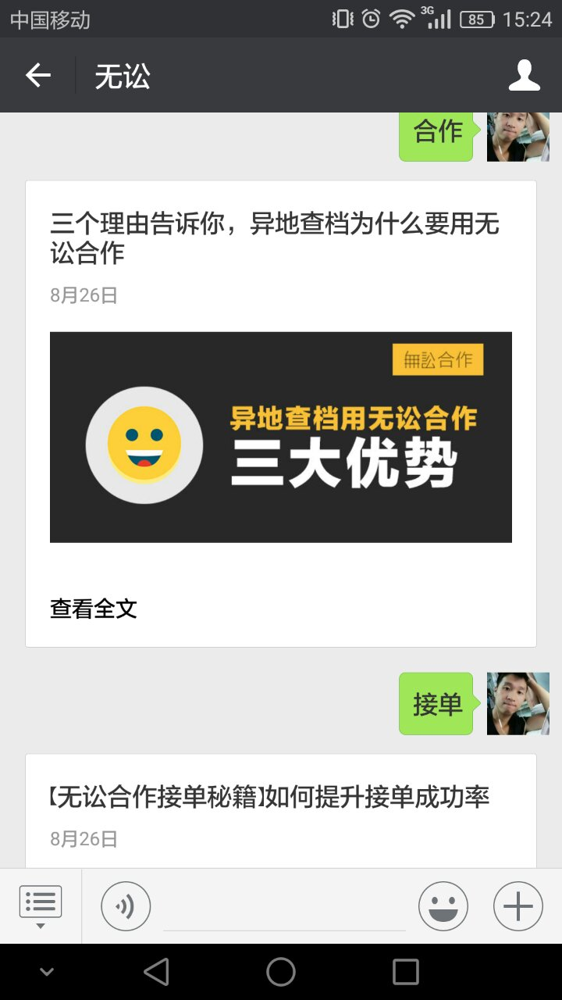 中国移动 3G 85 15:24
无讼
合作
三个理由告诉你，异地查档为什么要用无
讼合作
8月26日
無訟合作
异地查档用无讼合作
三大优势
查看全文
接单
【无讼合作接单秘籍】如何提升接单成功率
8月26日